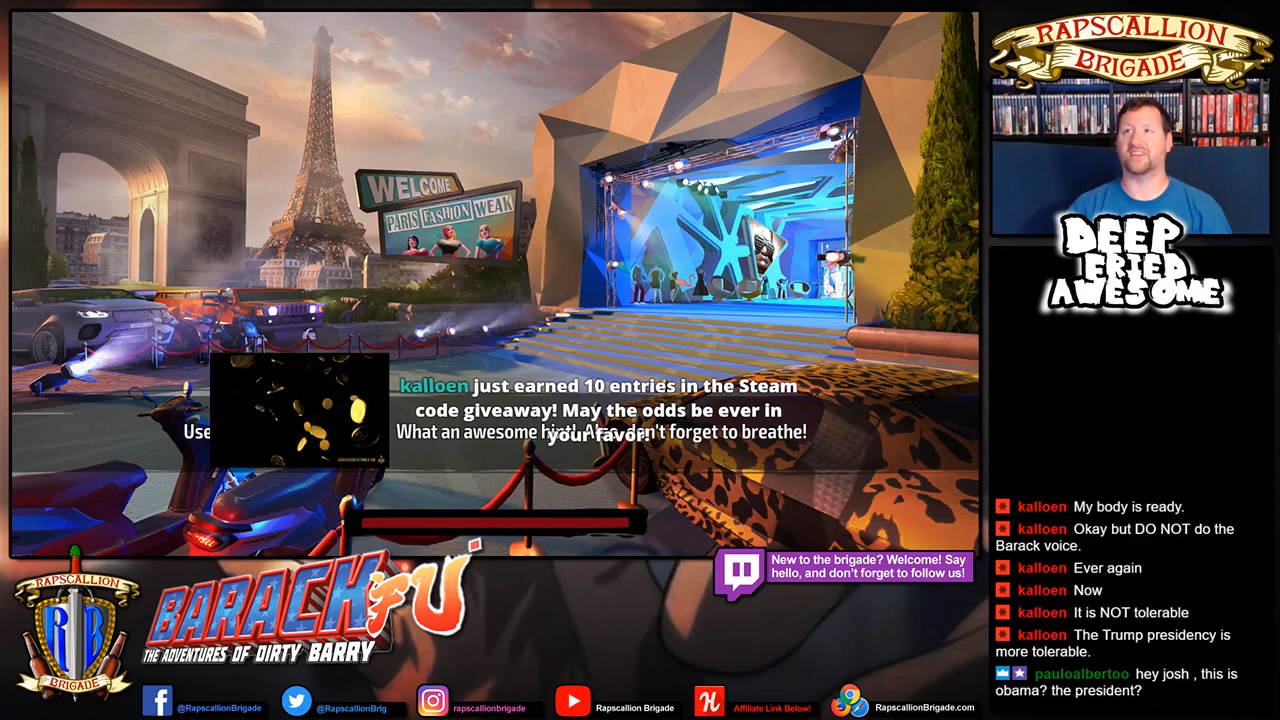 RAPSCALLION
BRIGADE
WELCOME
PARIS FASHION WEAK
DEEP
FRIED
AWESOME
kalloen just earned 10 entries in the Steam
code giveaway! May the odds be ever in
your favor!
Use
What an awesome hint! Also, don't forget to breathe!
kalloen My body is ready.
kalloen Okay but DO NOT do the
Barack voice.
kalloen Ever again
kalloen Now
kalloen It is NOT tolerable
kalloen The Trump presidency is
more tolerable.
pauloalbertoo hey josh , this is
obama? the president?
New to the brigade? Welcome! Say
hello, and don't forget to follow us!
RAPSCALLION
RB
BRIGADE
BARACK FU
THE ADVENTURES OF DIRTY BARRY
@RapscallionBrigade
@RapscallionBrig
rapscallionbrigade
Rapscallion Brigade
Affiliate Link Below!
RapscallionBrigade.com